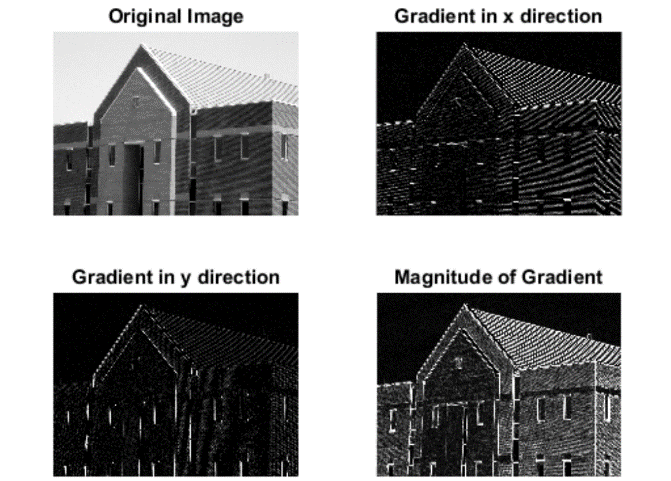 Original Image
Gradient in x direction
Gradient in y direction
Magnitude of Gradient